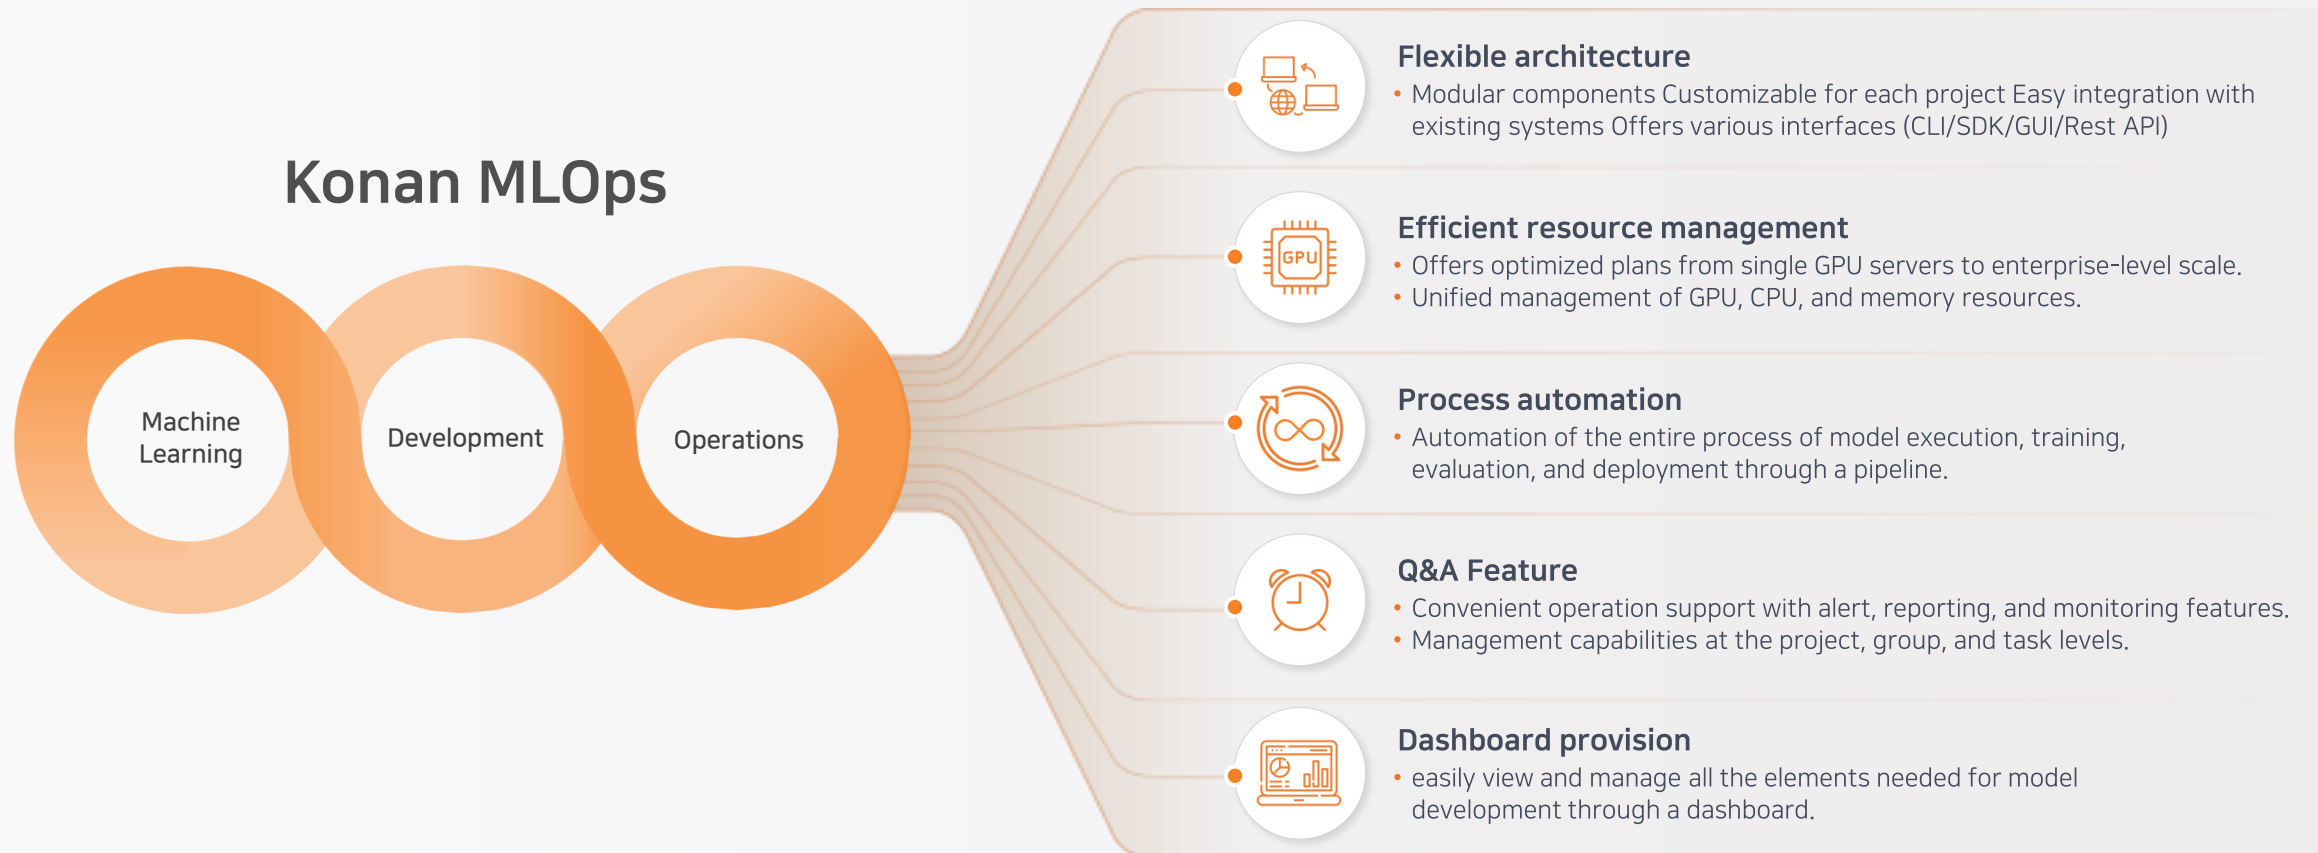 Konan MLOps
Machine
Learning
Development
Operations
Flexible architecture
• Modular components Customizable for each project Easy integration with
existing systems Offers various interfaces (CLI/SDK/GUI/Rest API)
GPU
Efficient resource management
• Offers optimized plans from single GPU servers to enterprise-level scale.
• Unified management of GPU, CPU, and memory resources.
Process automation
• Automation of the entire process of model execution, training,
evaluation, and deployment through a pipeline.
Q&A Feature
• Convenient operation support with alert, reporting, and monitoring features.
• Management capabilities at the project, group, and task levels.
Dashboard provision
• easily view and manage all the elements needed for model
development through a dashboard.